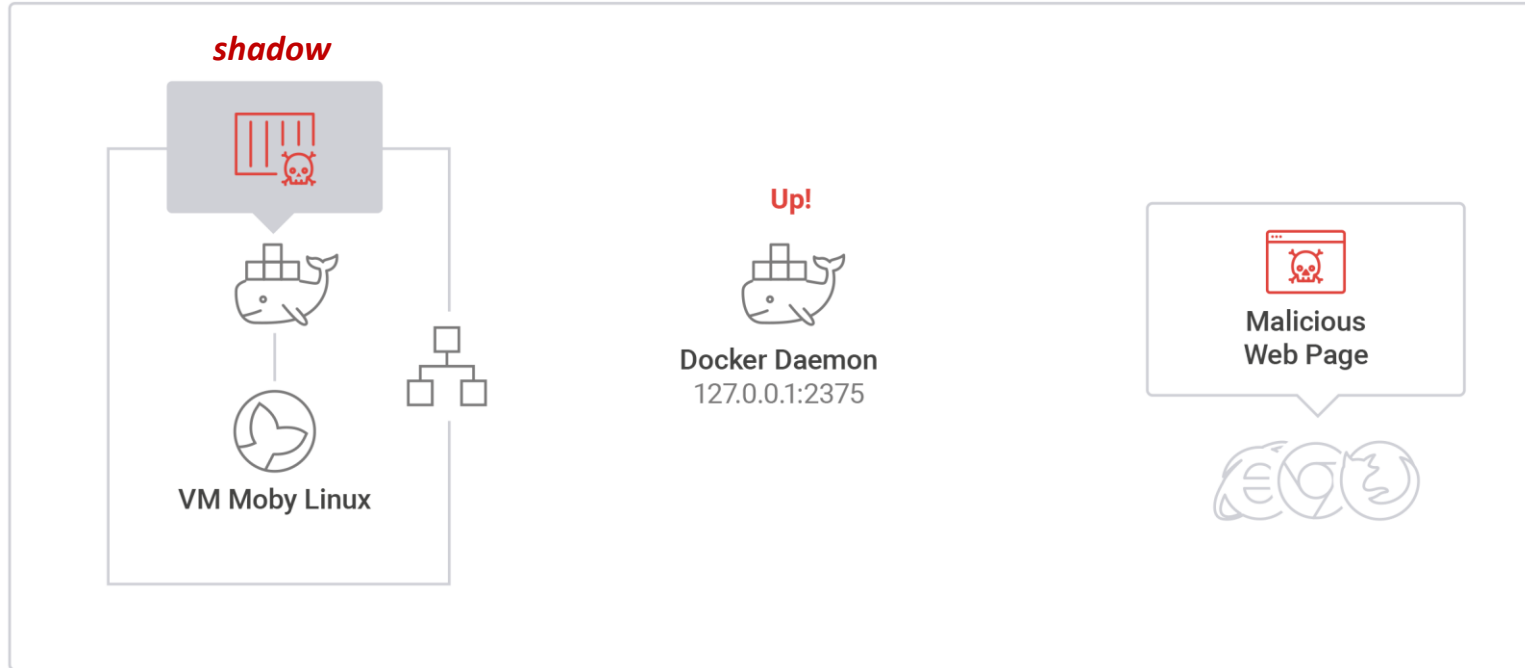 shadow
Up!
Docker Daemon
127.0.0.1:2375
Malicious
Web Page
VM Moby Linux